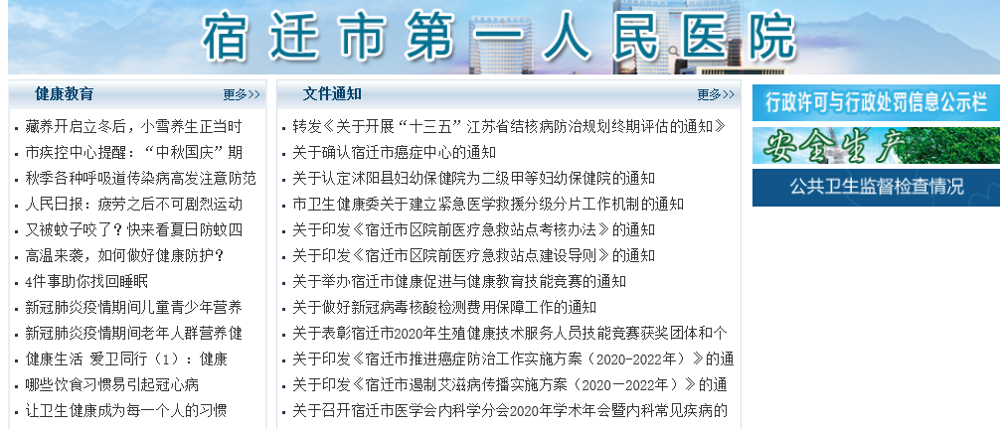 宿迁市第一人民医院
健康教育 更多>>
藏养开启立冬后，小雪养生正当时
市疾控中心提醒：“中秋国庆”期
秋季各种呼吸道传染病高发注意防范
人民日报：疲劳之后不可剧烈运动
又被蚊子咬了？快来看夏日防蚊四
高温来袭，如何做好健康防护？
4件事助你找回睡眠
新冠肺炎疫情期间儿童青少年营养
新冠肺炎疫情期间老年人群营养健
健康生活 爱卫同行（1）：健康
哪些饮食习惯易引起冠心病
让卫生健康成为每一个人的习惯
文件通知 更多>>
转发《关于开展“十三五”江苏省结核病防治规划终期评估的通知》
关于确认宿迁市癌症中心的通知
关于认定沭阳县妇幼保健院为二级甲等妇幼保健院的通知
市卫生健康委关于建立紧急医学救援分级分片工作机制的通知
关于印发《宿迁市区院前医疗急救站点考核办法》的通知
关于印发《宿迁市区院前医疗急救站点建设导则》的通知
关于举办宿迁市健康促进与健康教育技能竞赛的通知
关于做好新冠病毒核酸检测费用保障工作的通知
关于表彰宿迁市2020年生殖健康技术服务人员技能竞赛获奖团体和个
关于印发《宿迁市推进癌症防治工作实施方案（2020-2022年）》的通
关于印发《宿迁市遏制艾滋病传播实施方案（2020—2022年）》的通
关于召开宿迁市医学会内科学分会2020年学术年会暨内科常见疾病的
行政许可与行政处罚信息公示栏
安全生产
公共卫生监督检查情况